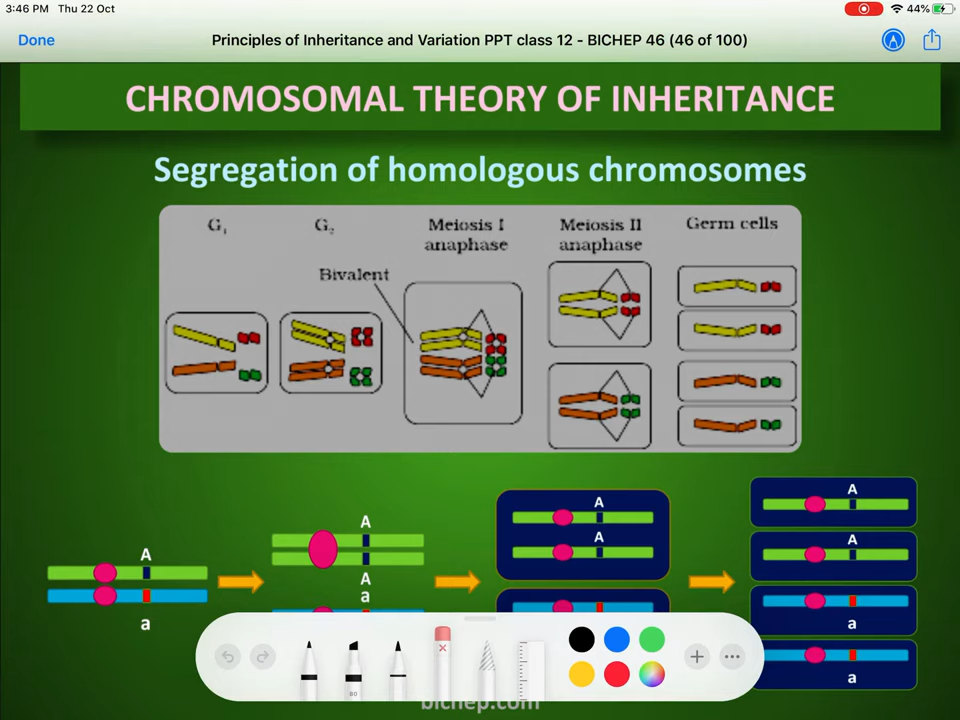 3:46 PM Thu 22 Oct
44%
Done
Principles of Inheritance and Variation PPT class 12 - BICHEP 46 (46 of 100)
CHROMOSOMAL THEORY OF INHERITANCE
Segregation of homologous chromosomes
G₁
G₂
Meiosis I
anaphase
Meiosis II
anaphase
Germ cells
Bivalent
A
a
A
A
a
A
A
A
A
a
a
80
bichep.com